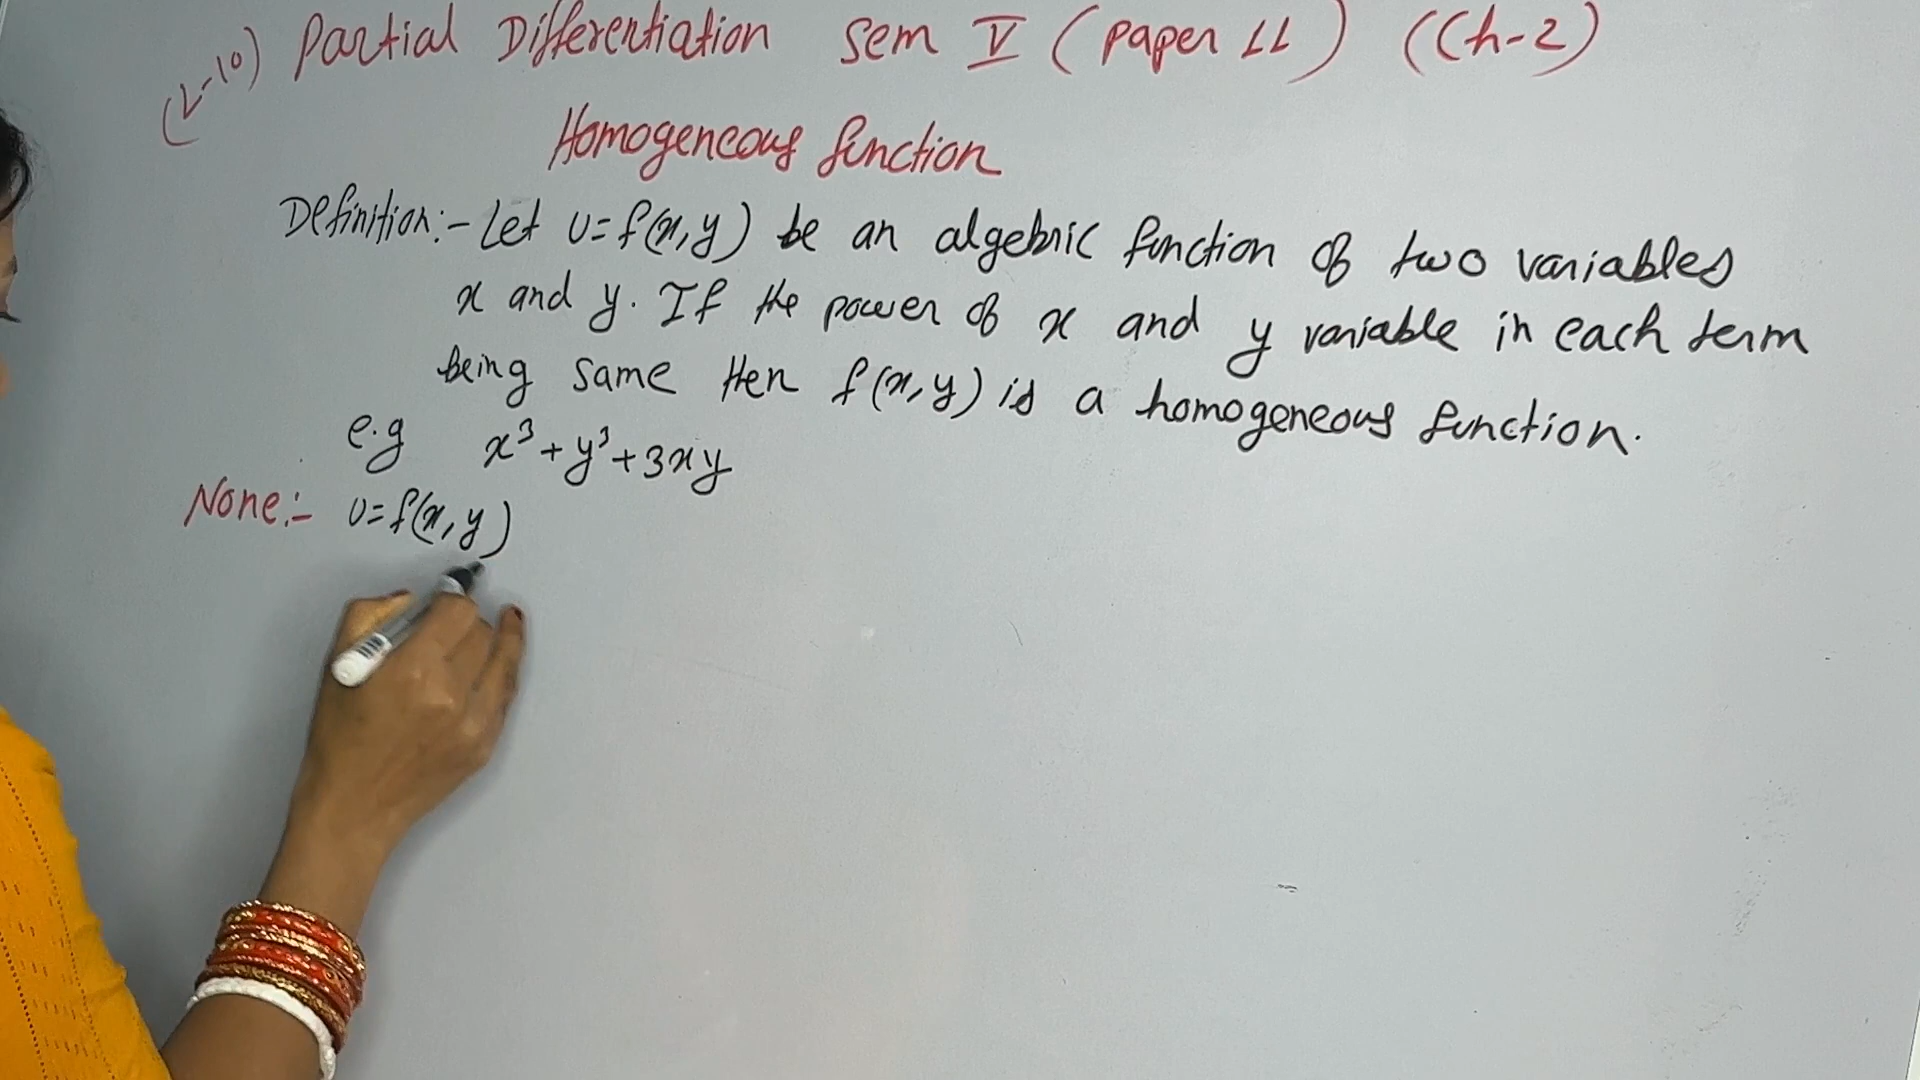 (L-10) Partial Differentiation Sem V (paper 11) (Ch-2)
Homogeneous function
Definition:- Let U=f(x,y) be an algebric function of two variables
x and y. If the power of x and y variable in each term
being same then f(x,y) is a homogeneous function.
e.g x³+y³+3xy
None:- U=f(x,y)